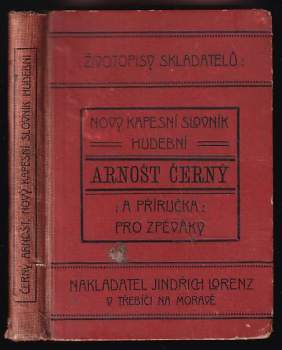 ČERNÝ ARNOŠT, NOVÝ KAPESNÍ SLOVNÍK HUDEBNÍ
ŽIVOTOPISY SKLADATELŮ:
NOVÝ KAPESNÍ SLOVNÍK
HUDEBNÍ
ARNOŠT ČERNÝ
: A PŘÍRUČKA :
PRO ZPĚVÁKY
NAKLADATEL JINDŘICH LORENZ
V TŘEBÍČI NA MORAVĚ